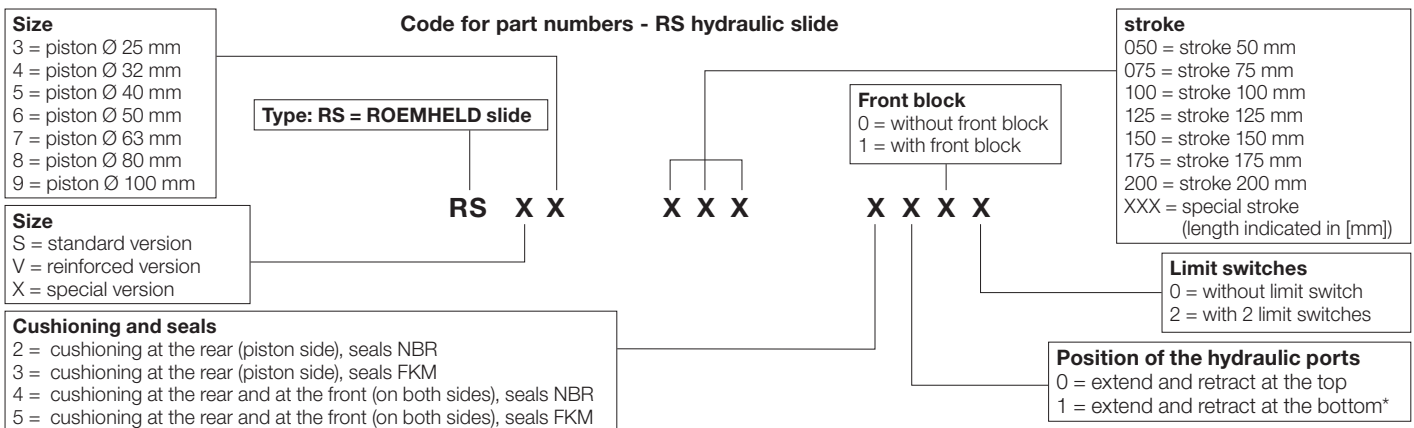 Code for part numbers - RS hydraulic slide
Size
3 = piston Ø 25 mm
4 = piston Ø 32 mm
5 = piston Ø 40 mm
6 = piston Ø 50 mm
7 = piston Ø 63 mm
8 = piston Ø 80 mm
9 = piston Ø 100 mm
Type: RS = ROEMHELD slide
Front block
0 = without front block
1 = with front block
stroke
050 = stroke 50 mm
075 = stroke 75 mm
100 = stroke 100 mm
125 = stroke 125 mm
150 = stroke 150 mm
175 = stroke 175 mm
200 = stroke 200 mm
XXX = special stroke
(length indicated in [mm])
RS X X X X X X X X X
Size
S = standard version
V = reinforced version
X = special version
Limit switches
0 = without limit switch
2 = with 2 limit switches
Cushioning and seals
2 = cushioning at the rear (piston side), seals NBR
3 = cushioning at the rear (piston side), seals FKM
4 = cushioning at the rear and at the front (on both sides), seals NBR
5 = cushioning at the rear and at the front (on both sides), seals FKM
Position of the hydraulic ports
0 = extend and retract at the top
1 = extend and retract at the bottom*